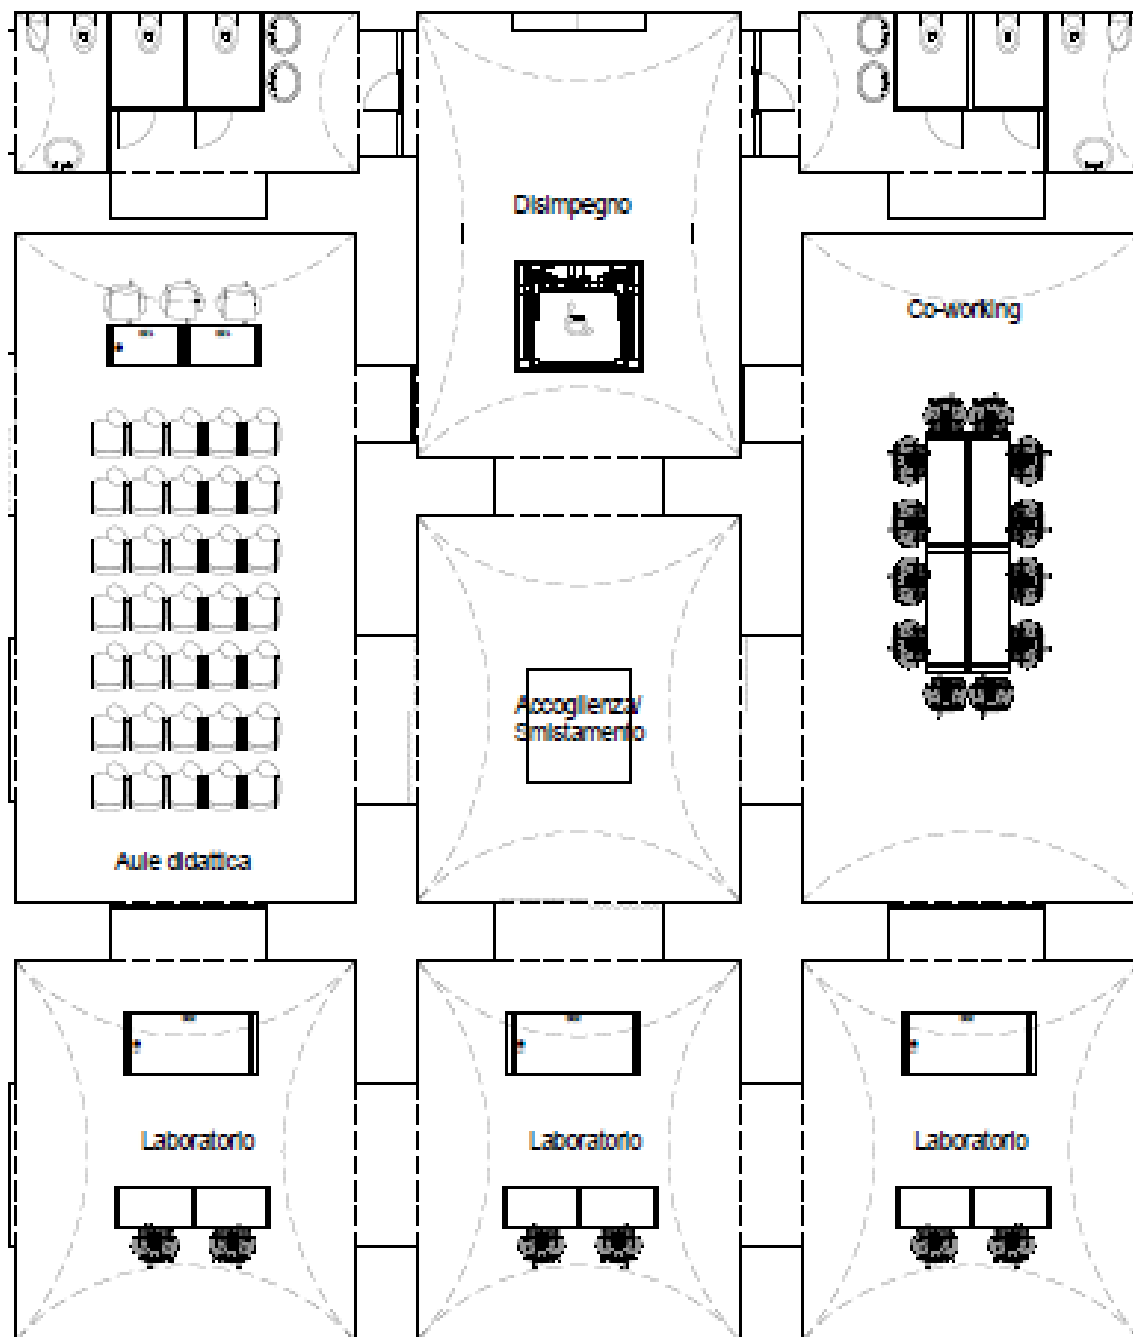 Disimpegno
Co-working
Accoglienza/
Smistamento
Aule didattica
Laboratorio
Laboratorio
Laboratorio